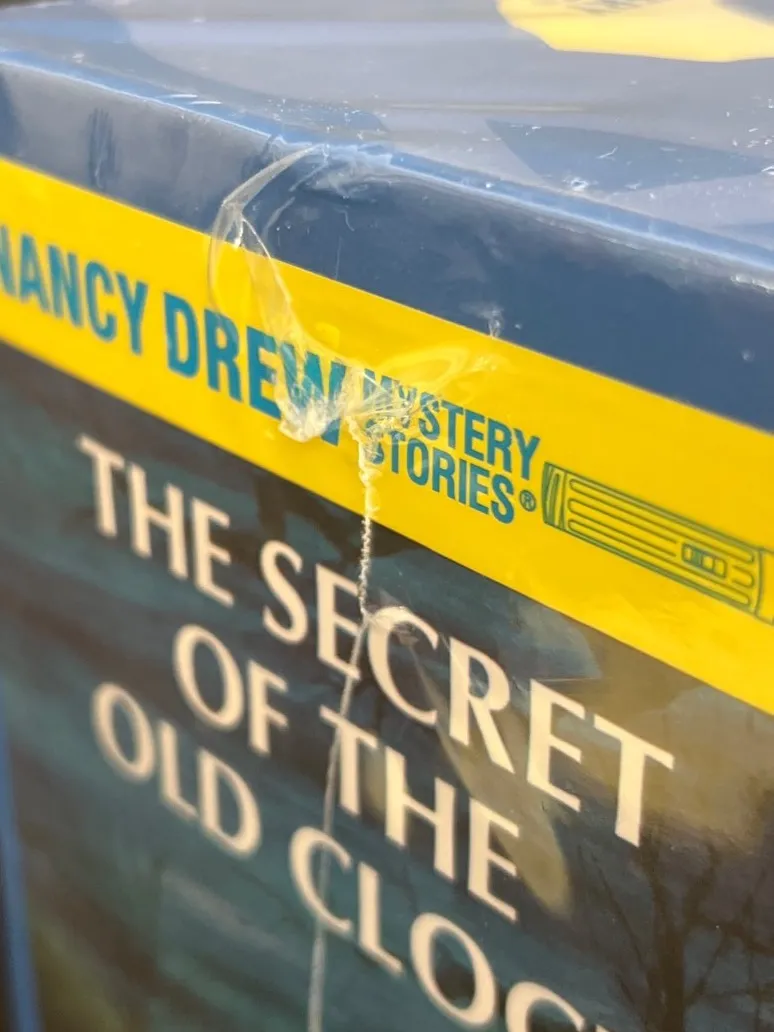 NANCY DREW MYSTERY
STORIES®
THE SECRET
OF THE
OLD CLOC